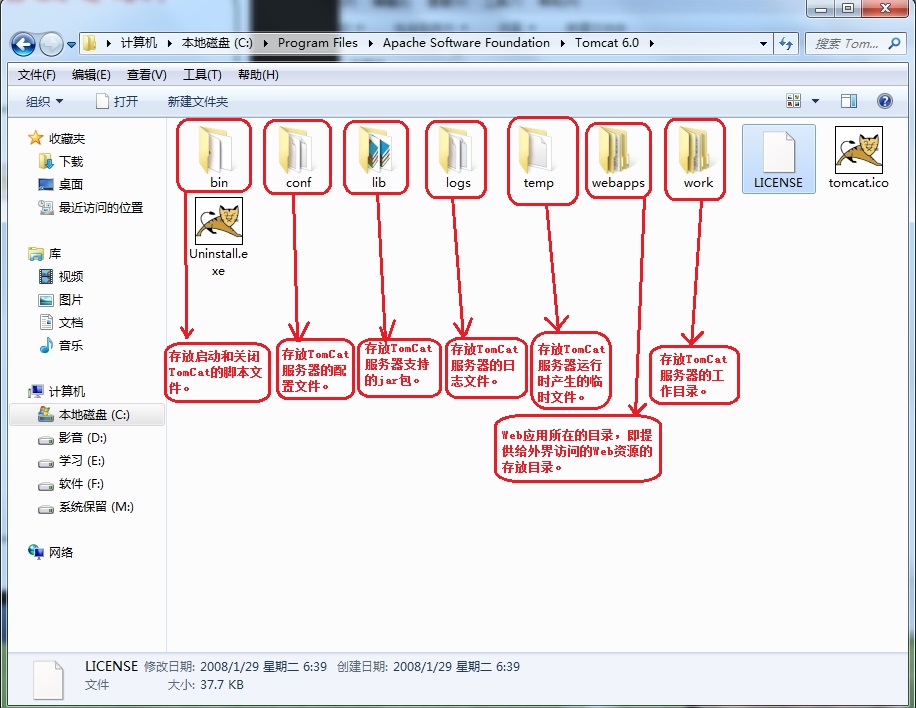 计算机 ▸ 本地磁盘 (C:) ▸ Program Files ▸ Apache Software Foundation ▸ Tomcat 6.0 ▸
搜索 Tom...
文件(F) 编辑(E) 查看(V) 工具(T) 帮助(H)
组织 打开 新建文件夹
收藏夹
下载
桌面
最近访问的位置
库
视频
图片
文档
音乐
计算机
本地磁盘 (C:)
影音 (D:)
学习 (E:)
软件 (F:)
系统保留 (M:)
网络
bin
conf
lib
logs
temp
webapps
work
LICENSE
tomcat.ico
Uninstall.e
xe
存放启动和关闭
TomCat的脚本文
件。
存放TomCat
服务器的配
置文件。
存放TomCat
服务器支持
的jar包。
存放TomCat
服务器的日
志文件。
存放TomCat
服务器运行
时产生的临
时文件。
Web应用所在的目录，即提
供给外界访问的Web资源的
存放目录。
存放TomCat
服务器的工
作目录。
LICENSE 修改日期: 2008/1/29 星期二 6:39 创建日期: 2008/1/29 星期二 6:39
文件 大小: 37.7 KB